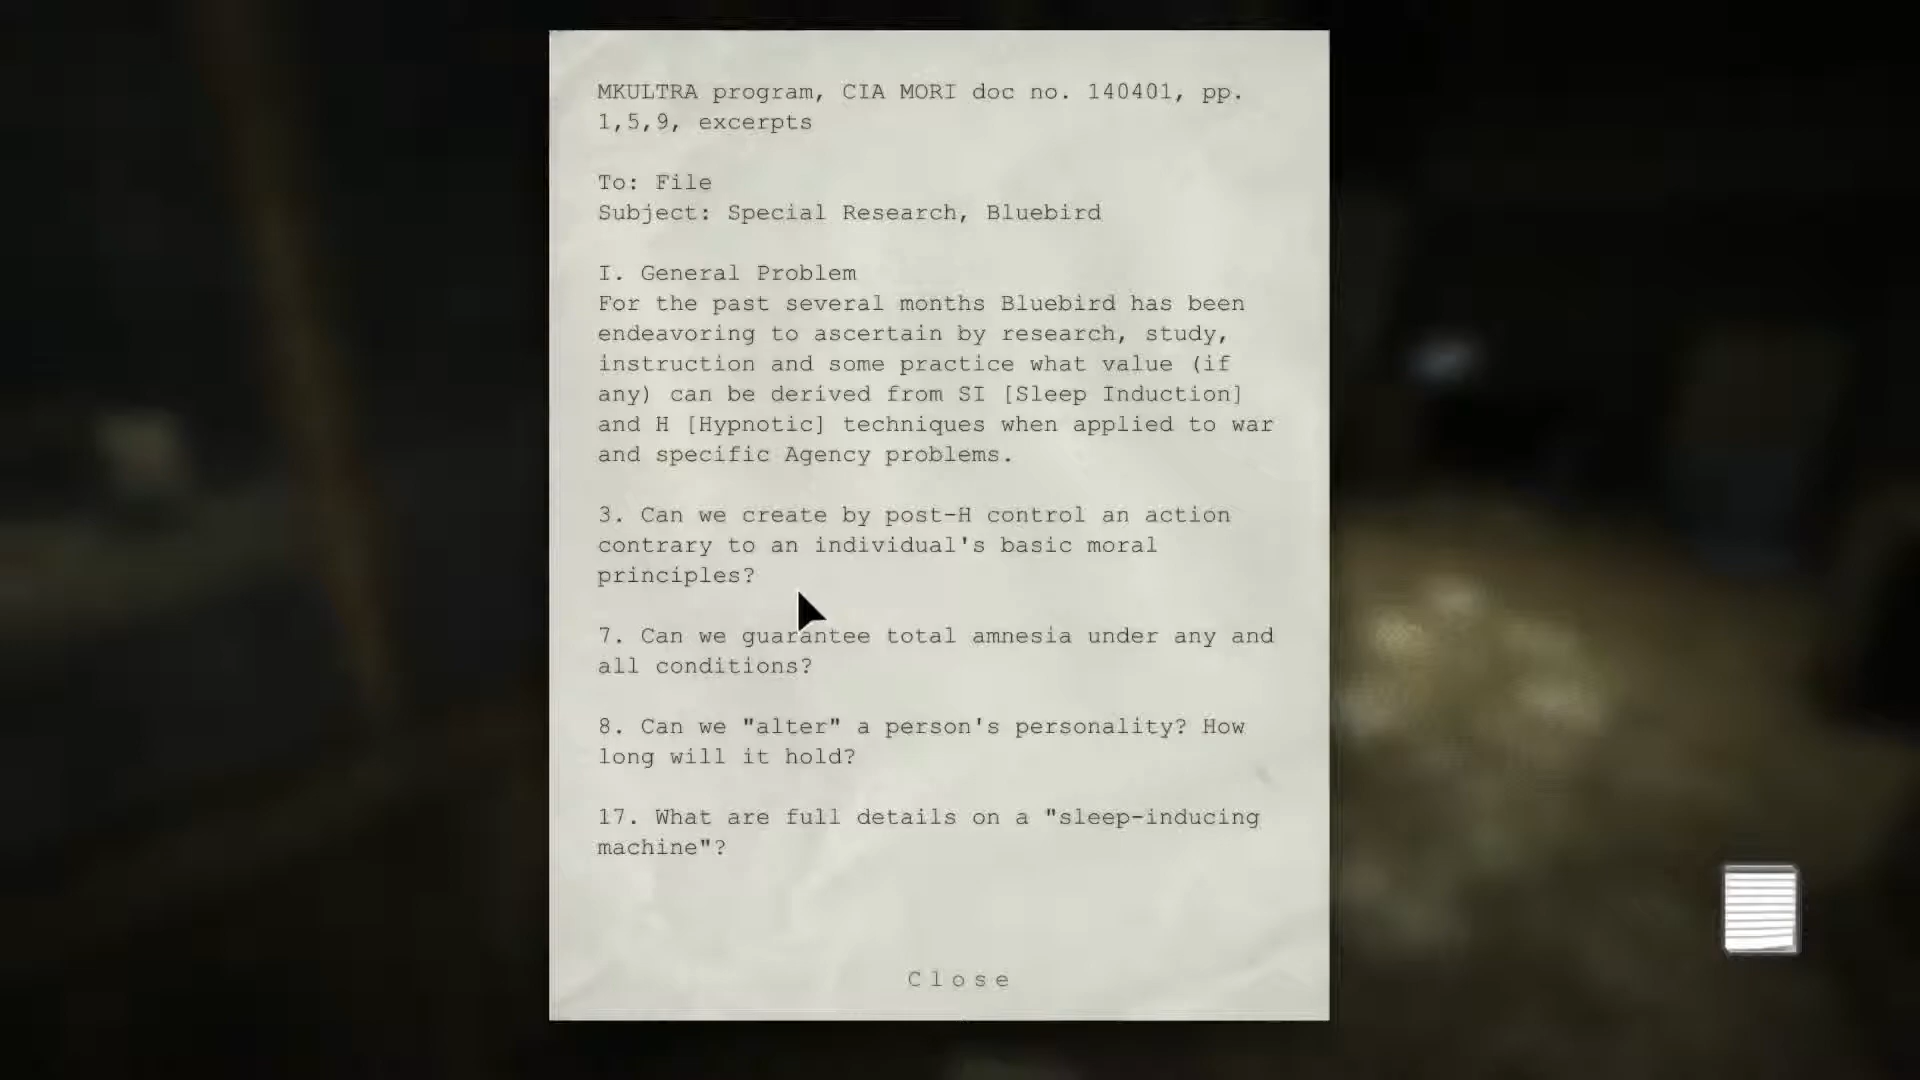 MKULTRA program, CIA MORI doc no. 140401, pp.
1,5,9, excerpts
To: File
Subject: Special Research, Bluebird
I. General Problem
For the past several months Bluebird has been
endeavoring to ascertain by research, study,
instruction and some practice what value (if
any) can be derived from SI [Sleep Induction]
and H [Hypnotic] techniques when applied to war
and specific Agency problems.
3. Can we create by post-H control an action
contrary to an individual's basic moral
principles?
7. Can we guarantee total amnesia under any and
all conditions?
8. Can we "alter" a person's personality? How
long will it hold?
17. What are full details on a "sleep-inducing
machine"?
Close